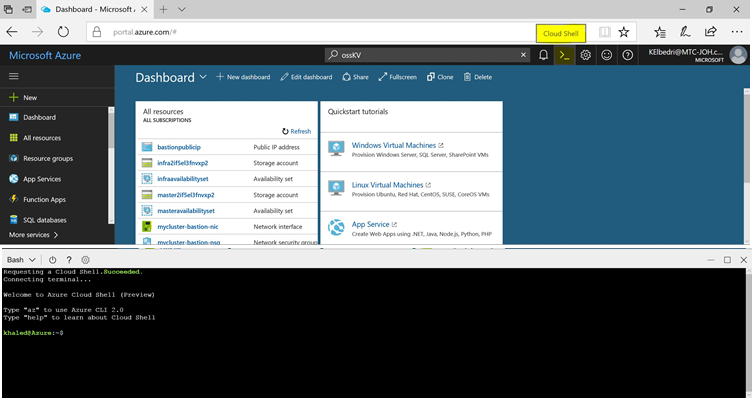 Dashboard - Microsoft A
portal.azure.com/#
Cloud Shell
Microsoft Azure
ossKV
KElbedri@MTC-JOH.c...
MICROSOFT
Dashboard
New dashboard
Edit dashboard
Share
Fullscreen
Clone
Delete
New
Dashboard
All resources
Resource groups
App Services
Function Apps
SQL databases
More services
All resources
ALL SUBSCRIPTIONS
Refresh
bastionpublicip Public IP address
infra2if5el3fnvxp2 Storage account
infraavailabilityset Availability set
master2if5el3fnvxp2 Storage account
masteravailabilityset Availability set
mycluster-bastion-nic Network interface
mycluster-bastion-nsg Network security group
Quickstart tutorials
Windows Virtual Machines
Provision Windows Server, SQL Server, SharePoint VMs
Linux Virtual Machines
Provision Ubuntu, Red Hat, CentOS, SUSE, CoreOS VMs
App Service
Create Web Apps using .NET, Java, Node.js, Python, PHP
Bash
Requesting a Cloud Shell.Succeeded.
Connecting terminal...
Welcome to Azure Cloud Shell (Preview)
Type "az" to use Azure CLI 2.0
Type "help" to learn about Cloud Shell
khaled@Azure:~$